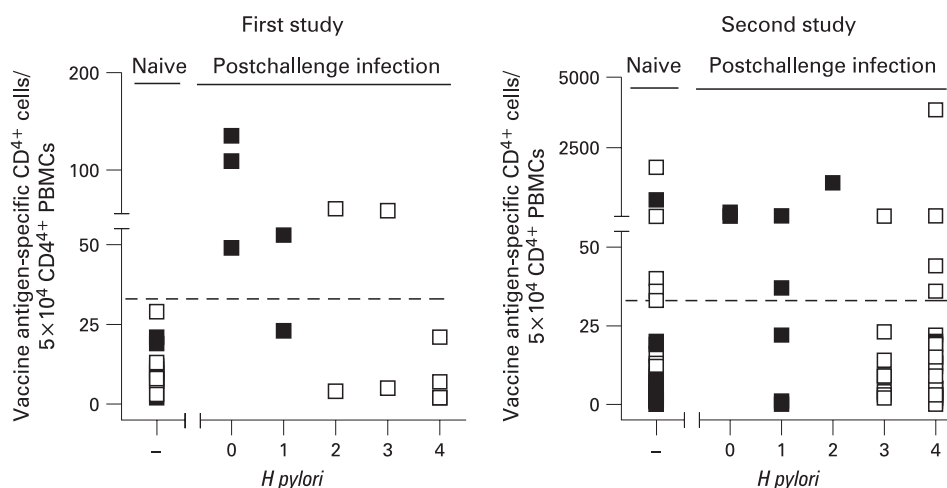 First study
Naive Postchallenge infection
Vaccine antigen-specific CD4⁴⁺ cells/
5×10⁴ CD4⁴⁺ PBMCs
200
100
50
25
0
– 0 1 2 3 4
H pylori
Second study
Naive Postchallenge infection
Vaccine antigen-specific CD⁴⁺ cells/
5×10⁴ CD⁴⁺ PBMCs
5000
2500
50
25
0
– 0 1 2 3 4
H pylori